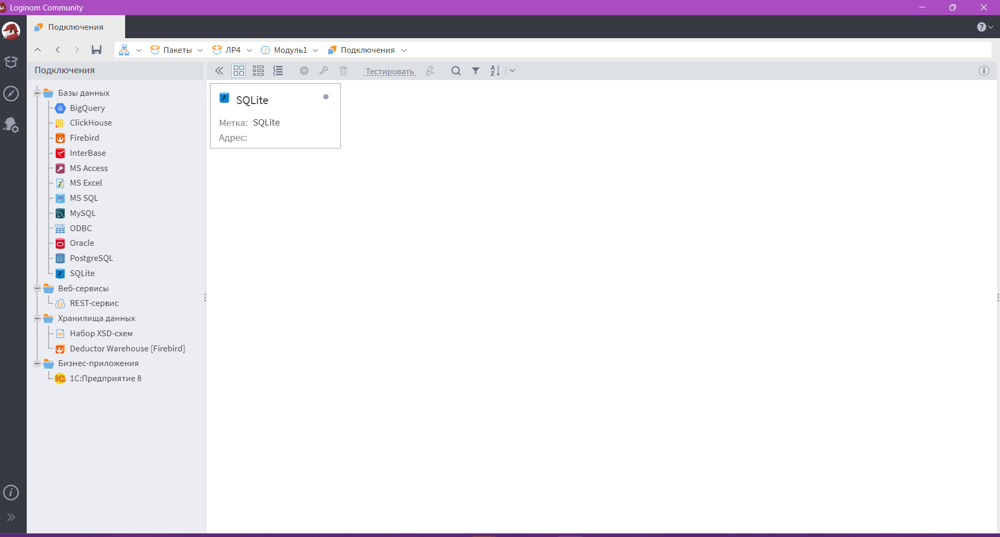 Loginom Community
Подключения
Пакеты ЛР4 Модуль1 Подключения
Подключения
Тестировать
Базы данных
BigQuery
ClickHouse
Firebird
InterBase
MS Access
MS Excel
MS SQL
MySQL
ODBC
Oracle
PostgreSQL
SQLite
Веб-сервисы
REST-сервис
Хранилища данных
Набор XSD-схем
Deductor Warehouse [Firebird]
Бизнес-приложения
1С:Предприятие 8
SQLite
Метка: SQLite
Адрес: